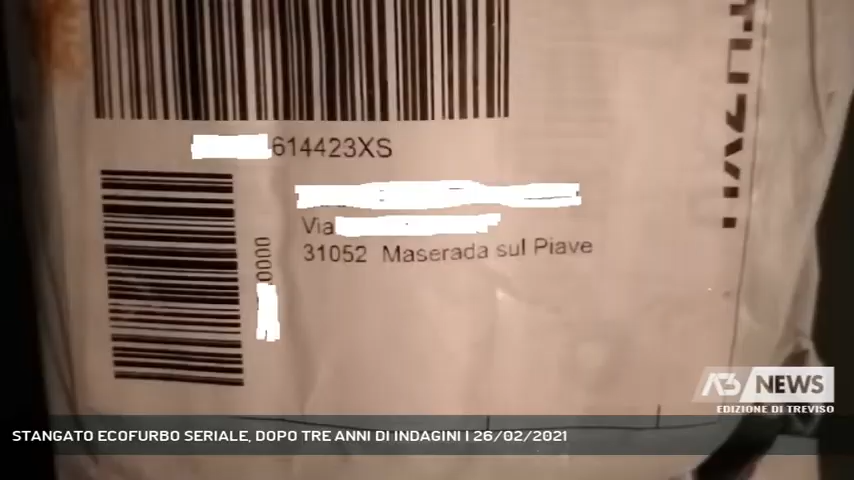 614423XS
Via
31052 Maserada sul Piave
0000
A3 NEWS
EDIZIONE DI TREVISO
STANGATO ECOFURBO SERIALE, DOPO TRE ANNI DI INDAGINI | 26/02/2021